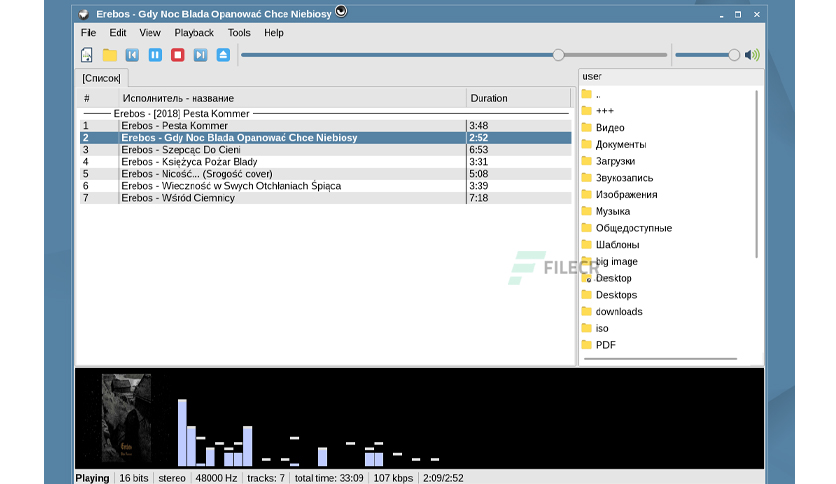 Erebos - Gdy Noc Blada Opanować Chce Niebiosy
File Edit View Playback Tools Help
[Список]
# Исполнитель - название Duration
Erebos - [2018] Pesta Kommer
1 Erebos - Pesta Kommer 3:48
2 Erebos - Gdy Noc Blada Opanować Chce Niebiosy 2:52
3 Erebos - Szepcąc Do Cieni 6:53
4 Erebos - Księżyca Pożar Blady 3:31
5 Erebos - Nicość... (Srogość cover) 5:08
6 Erebos - Wieczność w Swych Otchłaniach Śpiąca 3:39
7 Erebos - Wśród Ciemnicy 7:18
user
..
+++
Видео
Документы
Загрузки
Звукозапись
Изображения
Музыка
Общедоступные
Шаблоны
big image
Desktop
Desktops
downloads
iso
PDF
FILECR
Erebos
Playing 16 bits stereo 48000 Hz tracks: 7 total time: 33:09 107 kbps 2:09/2:52